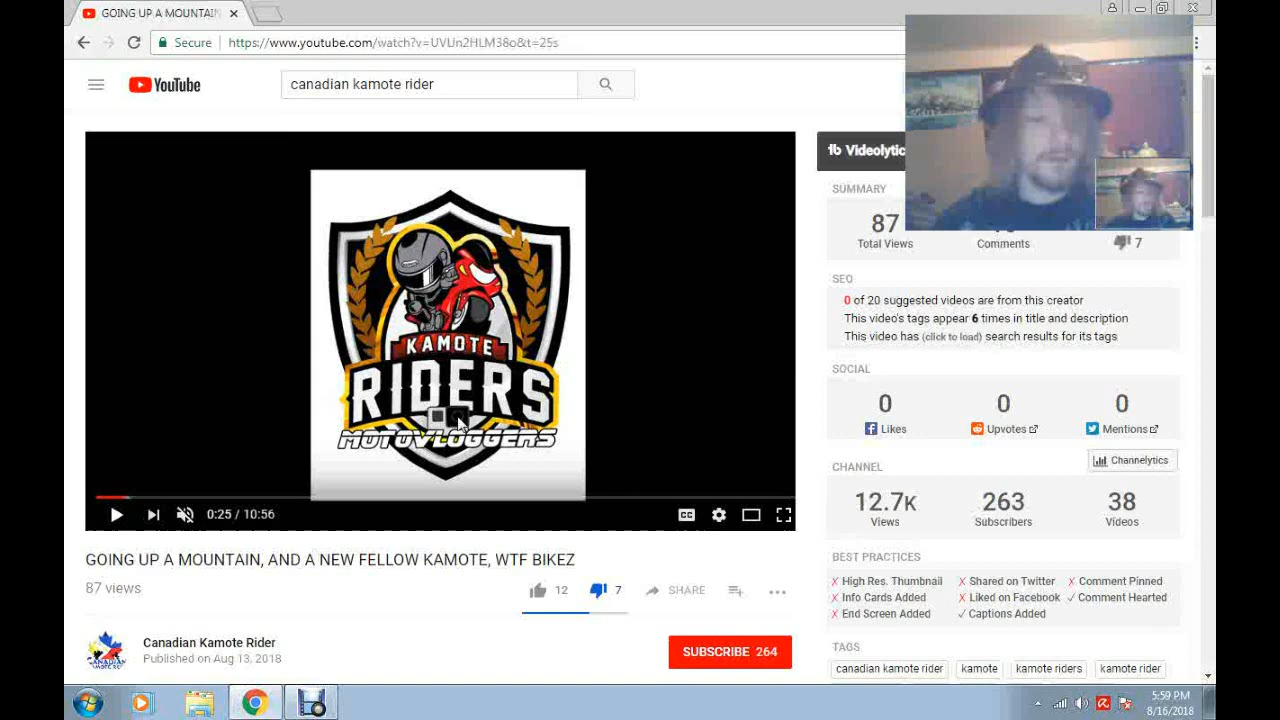 GOING UP A MOUNTAIN
Secure
https://www.youtube.com/watch?v=UVUn2HLM38o&t=25s
YouTube
canadian kamote rider
KAMOTE
RIDERS
MOTOVLOGGERS
0:25 / 10:56
CC
GOING UP A MOUNTAIN, AND A NEW FELLOW KAMOTE, WTF BIKEZ
87 views
12
7
SHARE
Canadian Kamote Rider
Published on Aug 13, 2018
SUBSCRIBE 264
tb Videolytic
SUMMARY
87
Total Views
Comments
7
SEO
0 of 20 suggested videos are from this creator
This video's tags appear 6 times in title and description
This video has (click to load) search results for its tags
SOCIAL
0 0 0
Likes Upvotes Mentions
CHANNEL
Channelytics
12.7K 263 38
Views Subscribers Videos
BEST PRACTICES
High Res. Thumbnail Shared on Twitter Comment Pinned
Info Cards Added Liked on Facebook Comment Hearted
End Screen Added Captions Added
TAGS
canadian kamote rider kamote kamote riders kamote rider
5:59 PM
8/16/2018